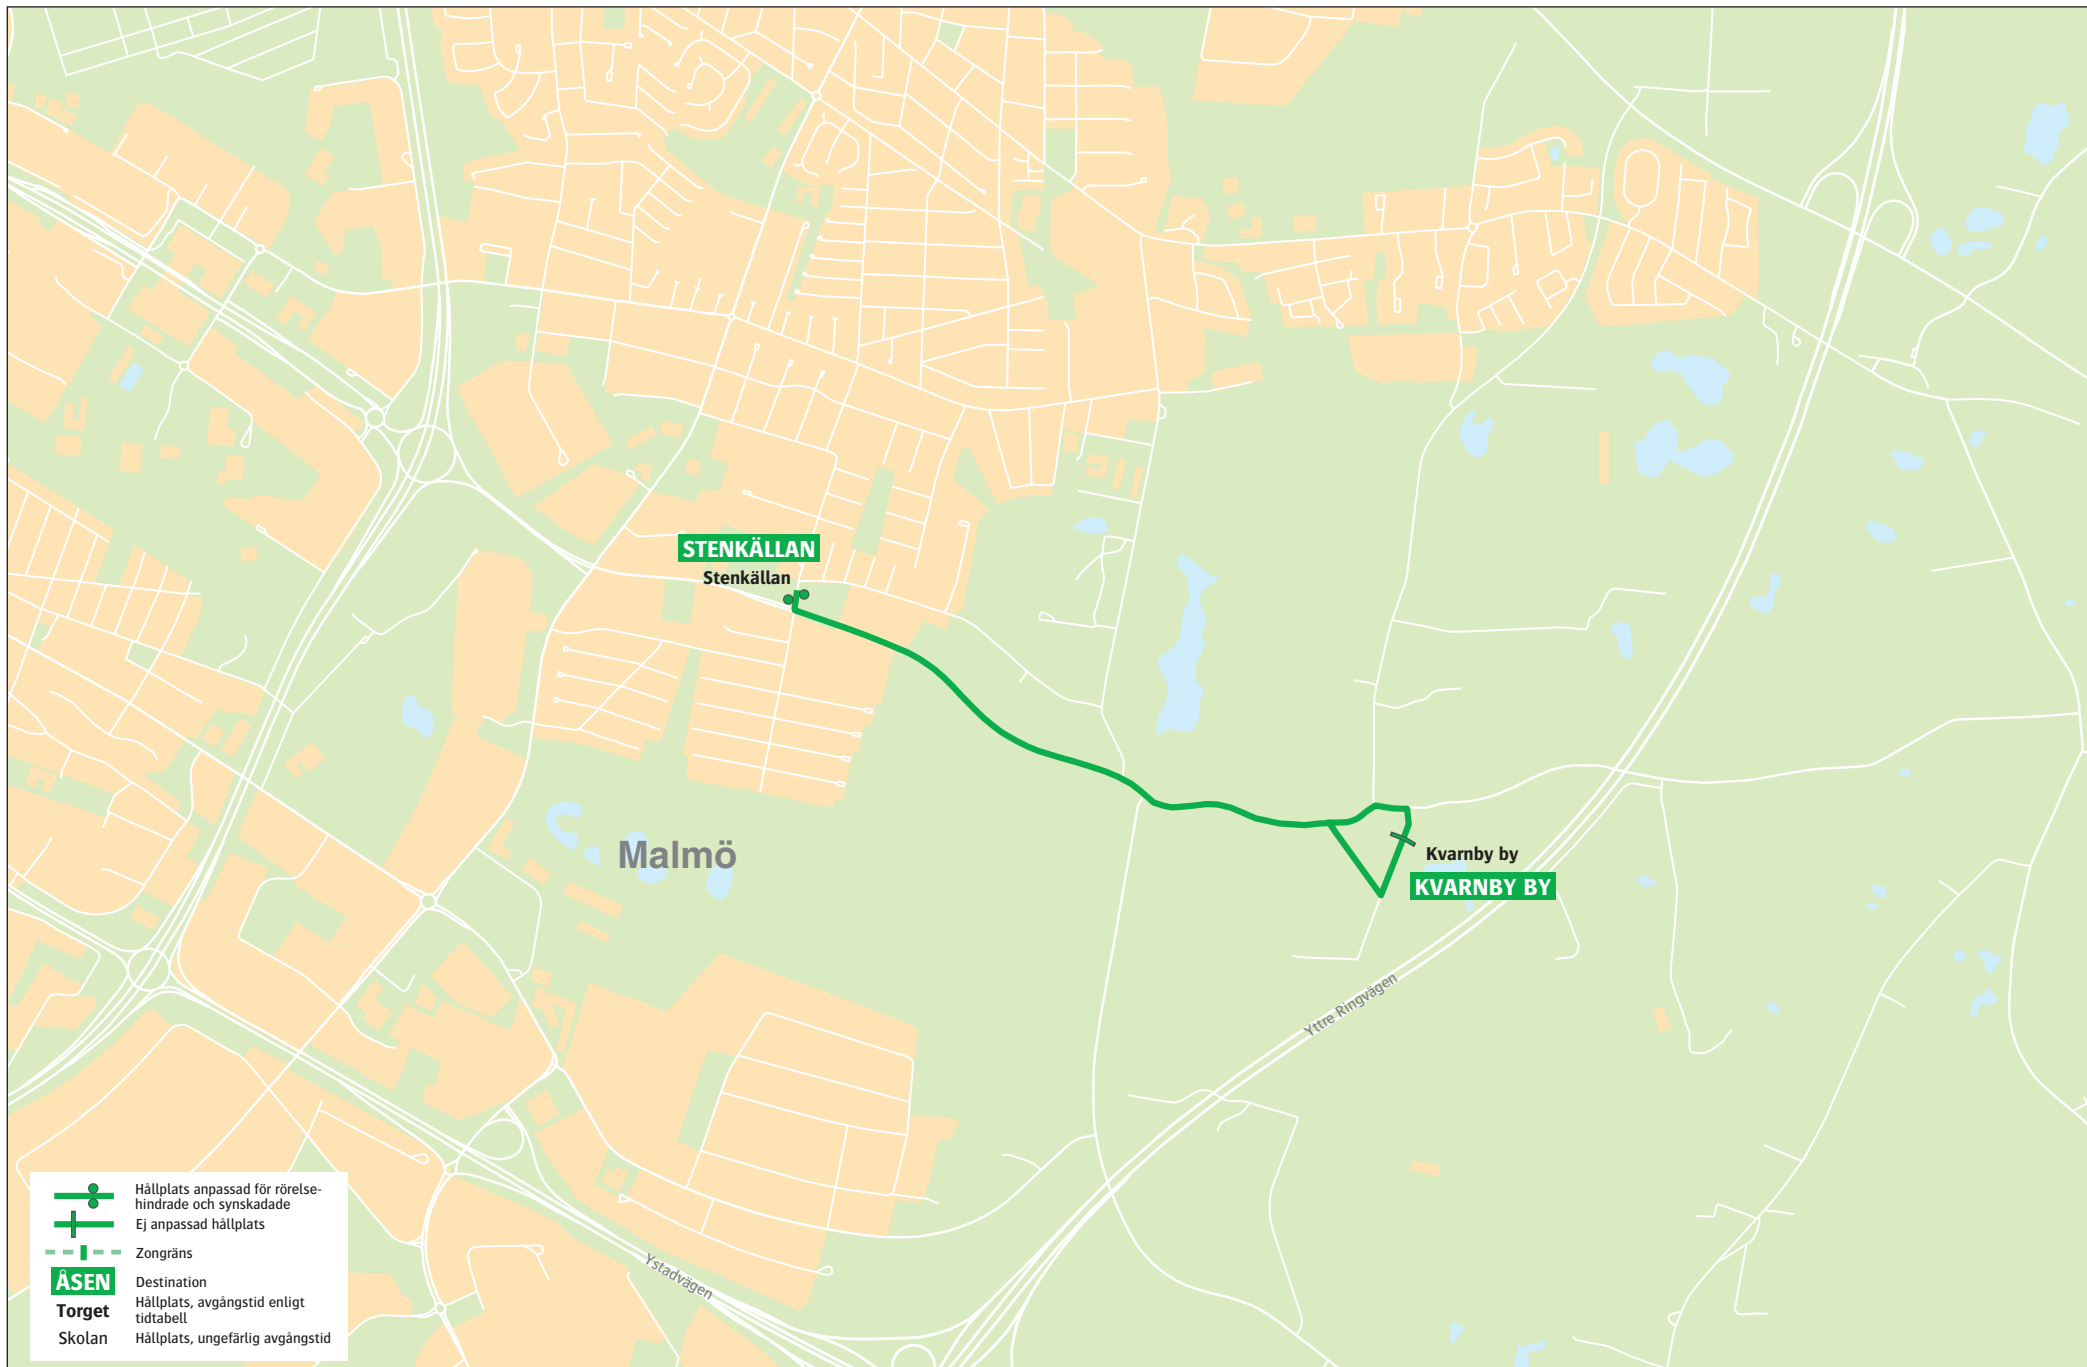 STENKÄLLAN
Stenkällan
Malmö
Kvarnby by
KVARNBY BY
Yttre Ringvägen
Ystadvägen
Hållplats anpassad för rörelse-
hindrade och synskadade
Ej anpassad hållplats
Zongräns
ÅSEN Destination
Torget Hållplats, avgångstid enligt
tidtabell
Skolan Hållplats, ungefärlig avgångstid